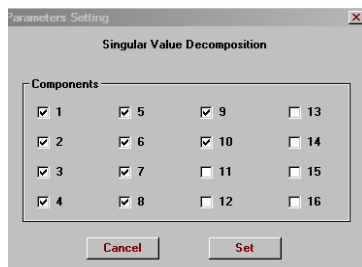 Parameters Setting
Singular Value Decomposition
Components
1 5 9 13
2 6 10 14
3 7 11 15
4 8 12 16
Cancel Set